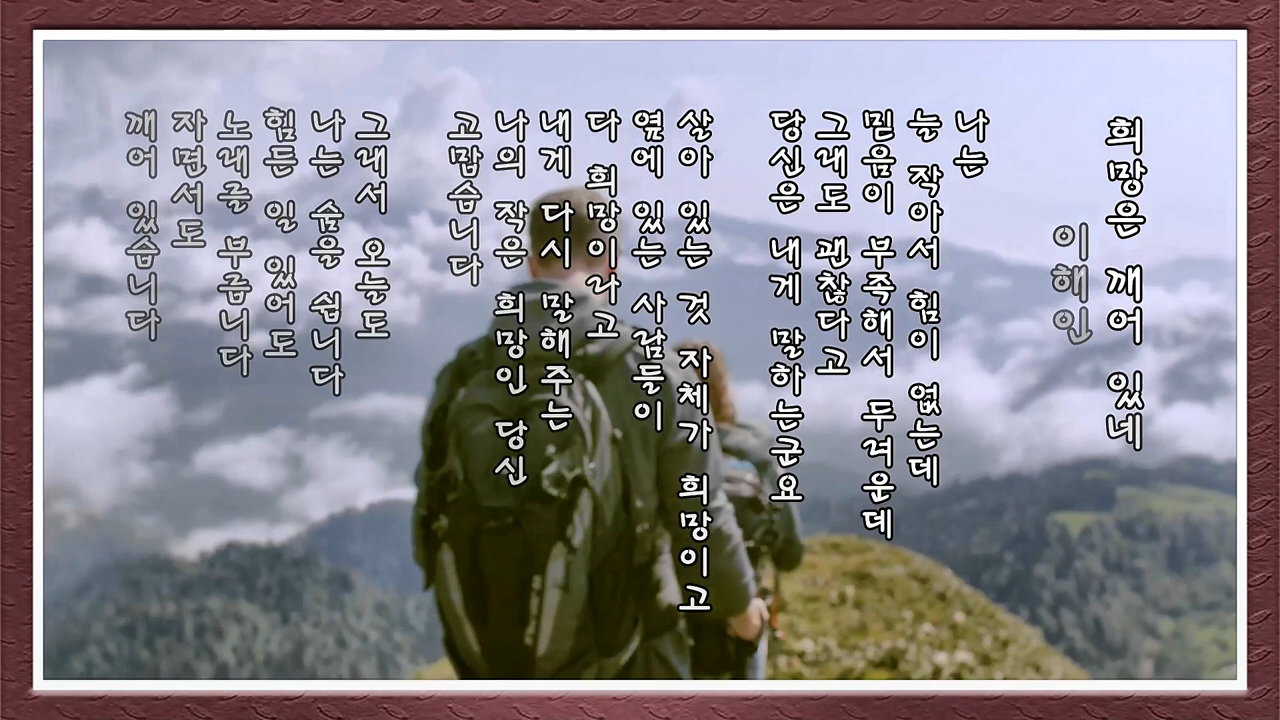 희망은 깨어 있네
이해인
나는
늘 작아서 힘이 없는데
믿음이 부족해서 두려운데
그래도 괜찮다고
당신은 내게 말하는군요
살아 있는 것 자체가 희망이고
옆에 있는 사람들이
다 희망이라고
내게 다시 말해주는
나의 작은 희망인 당신
고맙습니다
그래서 오늘도
나는 숨을 쉽니다
힘든 일 있어도
노래를 부릅니다
자면서도
깨어 있습니다